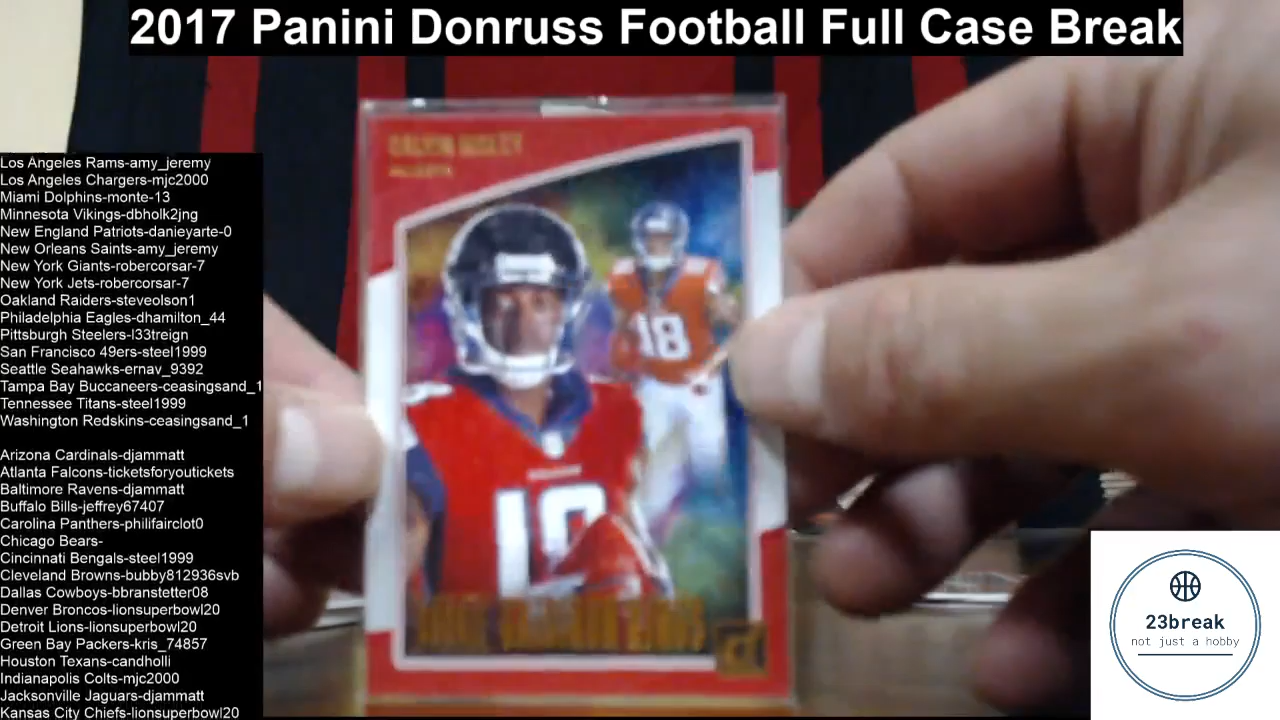 2017 Panini Donruss Football Full Case Break
Los Angeles Rams-amy_jeremy
Los Angeles Chargers-mjc2000
Miami Dolphins-monte-13
Minnesota Vikings-dbholk2jng
New England Patriots-danieyarte-0
New Orleans Saints-amy_jeremy
New York Giants-robercorsar-7
New York Jets-robercorsar-7
Oakland Raiders-steveolson1
Philadelphia Eagles-dhamilton_44
Pittsburgh Steelers-l33treign
San Francisco 49ers-steel1999
Seattle Seahawks-ernav_9392
Tampa Bay Buccaneers-ceasingsand_1
Tennessee Titans-steel1999
Washington Redskins-ceasingsand_1
Arizona Cardinals-djammatt
Atlanta Falcons-ticketsforyoutickets
Baltimore Ravens-djammatt
Buffalo Bills-jeffrey67407
Carolina Panthers-philifairclot0
Chicago Bears-
Cincinnati Bengals-steel1999
Cleveland Browns-bubby812936svb
Dallas Cowboys-bbranstetter08
Denver Broncos-lionsuperbowl20
Detroit Lions-lionsuperbowl20
Green Bay Packers-kris_74857
Houston Texans-candholli
Indianapolis Colts-mjc2000
Jacksonville Jaguars-djammatt
Kansas City Chiefs-lionsuperbowl20
CALVIN RIDLEY
18
18
23break
not just a hobby